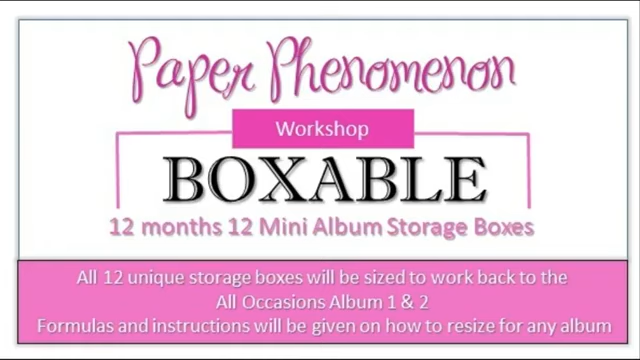 Paper Phenomenon
Workshop
BOXABLE
12 months 12 Mini Album Storage Boxes
All 12 unique storage boxes will be sized to work back to the
All Occasions Album 1 & 2
Formulas and instructions will be given on how to resize for any album